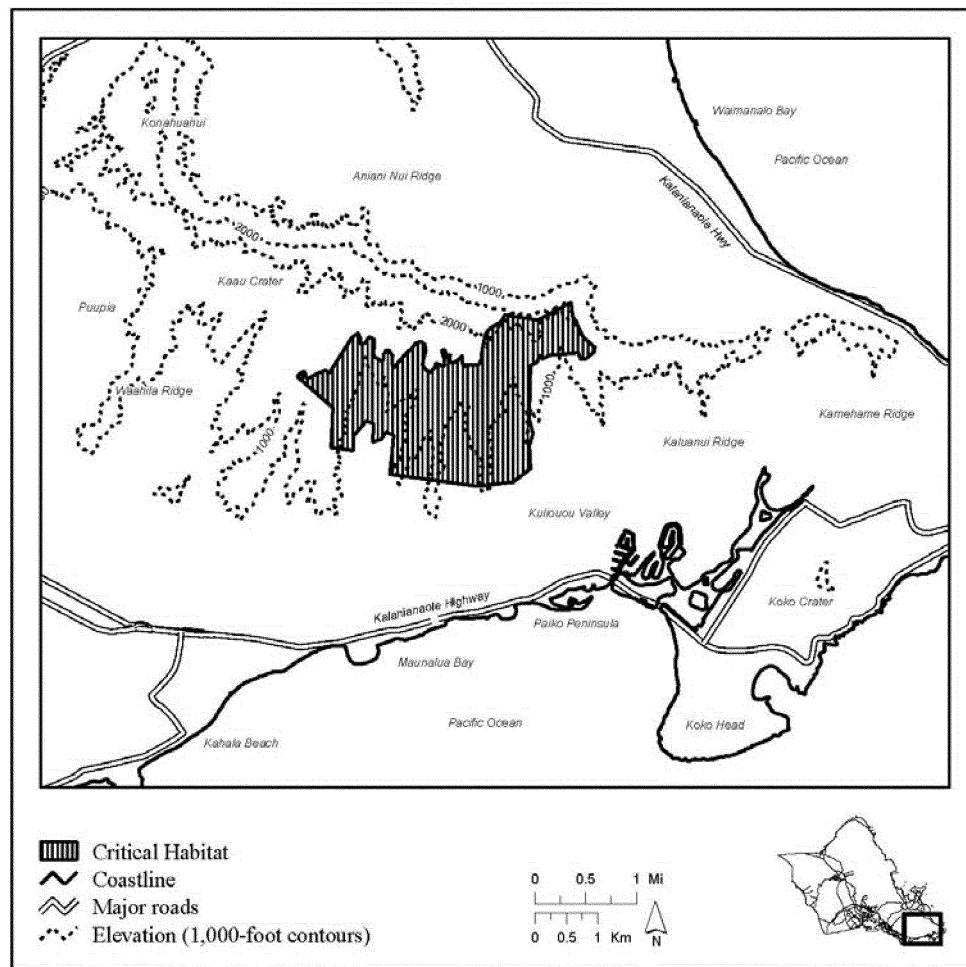 Waimanalo Bay
Konahuanui
Pacific Ocean
Aniani Nui Ridge
Kalanianaole Hwy
2000
Kaau Crater
1000
Puupia
2000
Waahila Ridge
1000
Kamehame Ridge
1000
Kaluanui Ridge
Kuliouou Valley
Kalanianaole Highway
Koko Crater
Paiko Peninsula
Maunalua Bay
Pacific Ocean
Koko Head
Kahala Beach
Critical Habitat
Coastline
Major roads
Elevation (1,000-foot contours)
0 0.5 1 Mi
0 0.5 1 Km
N